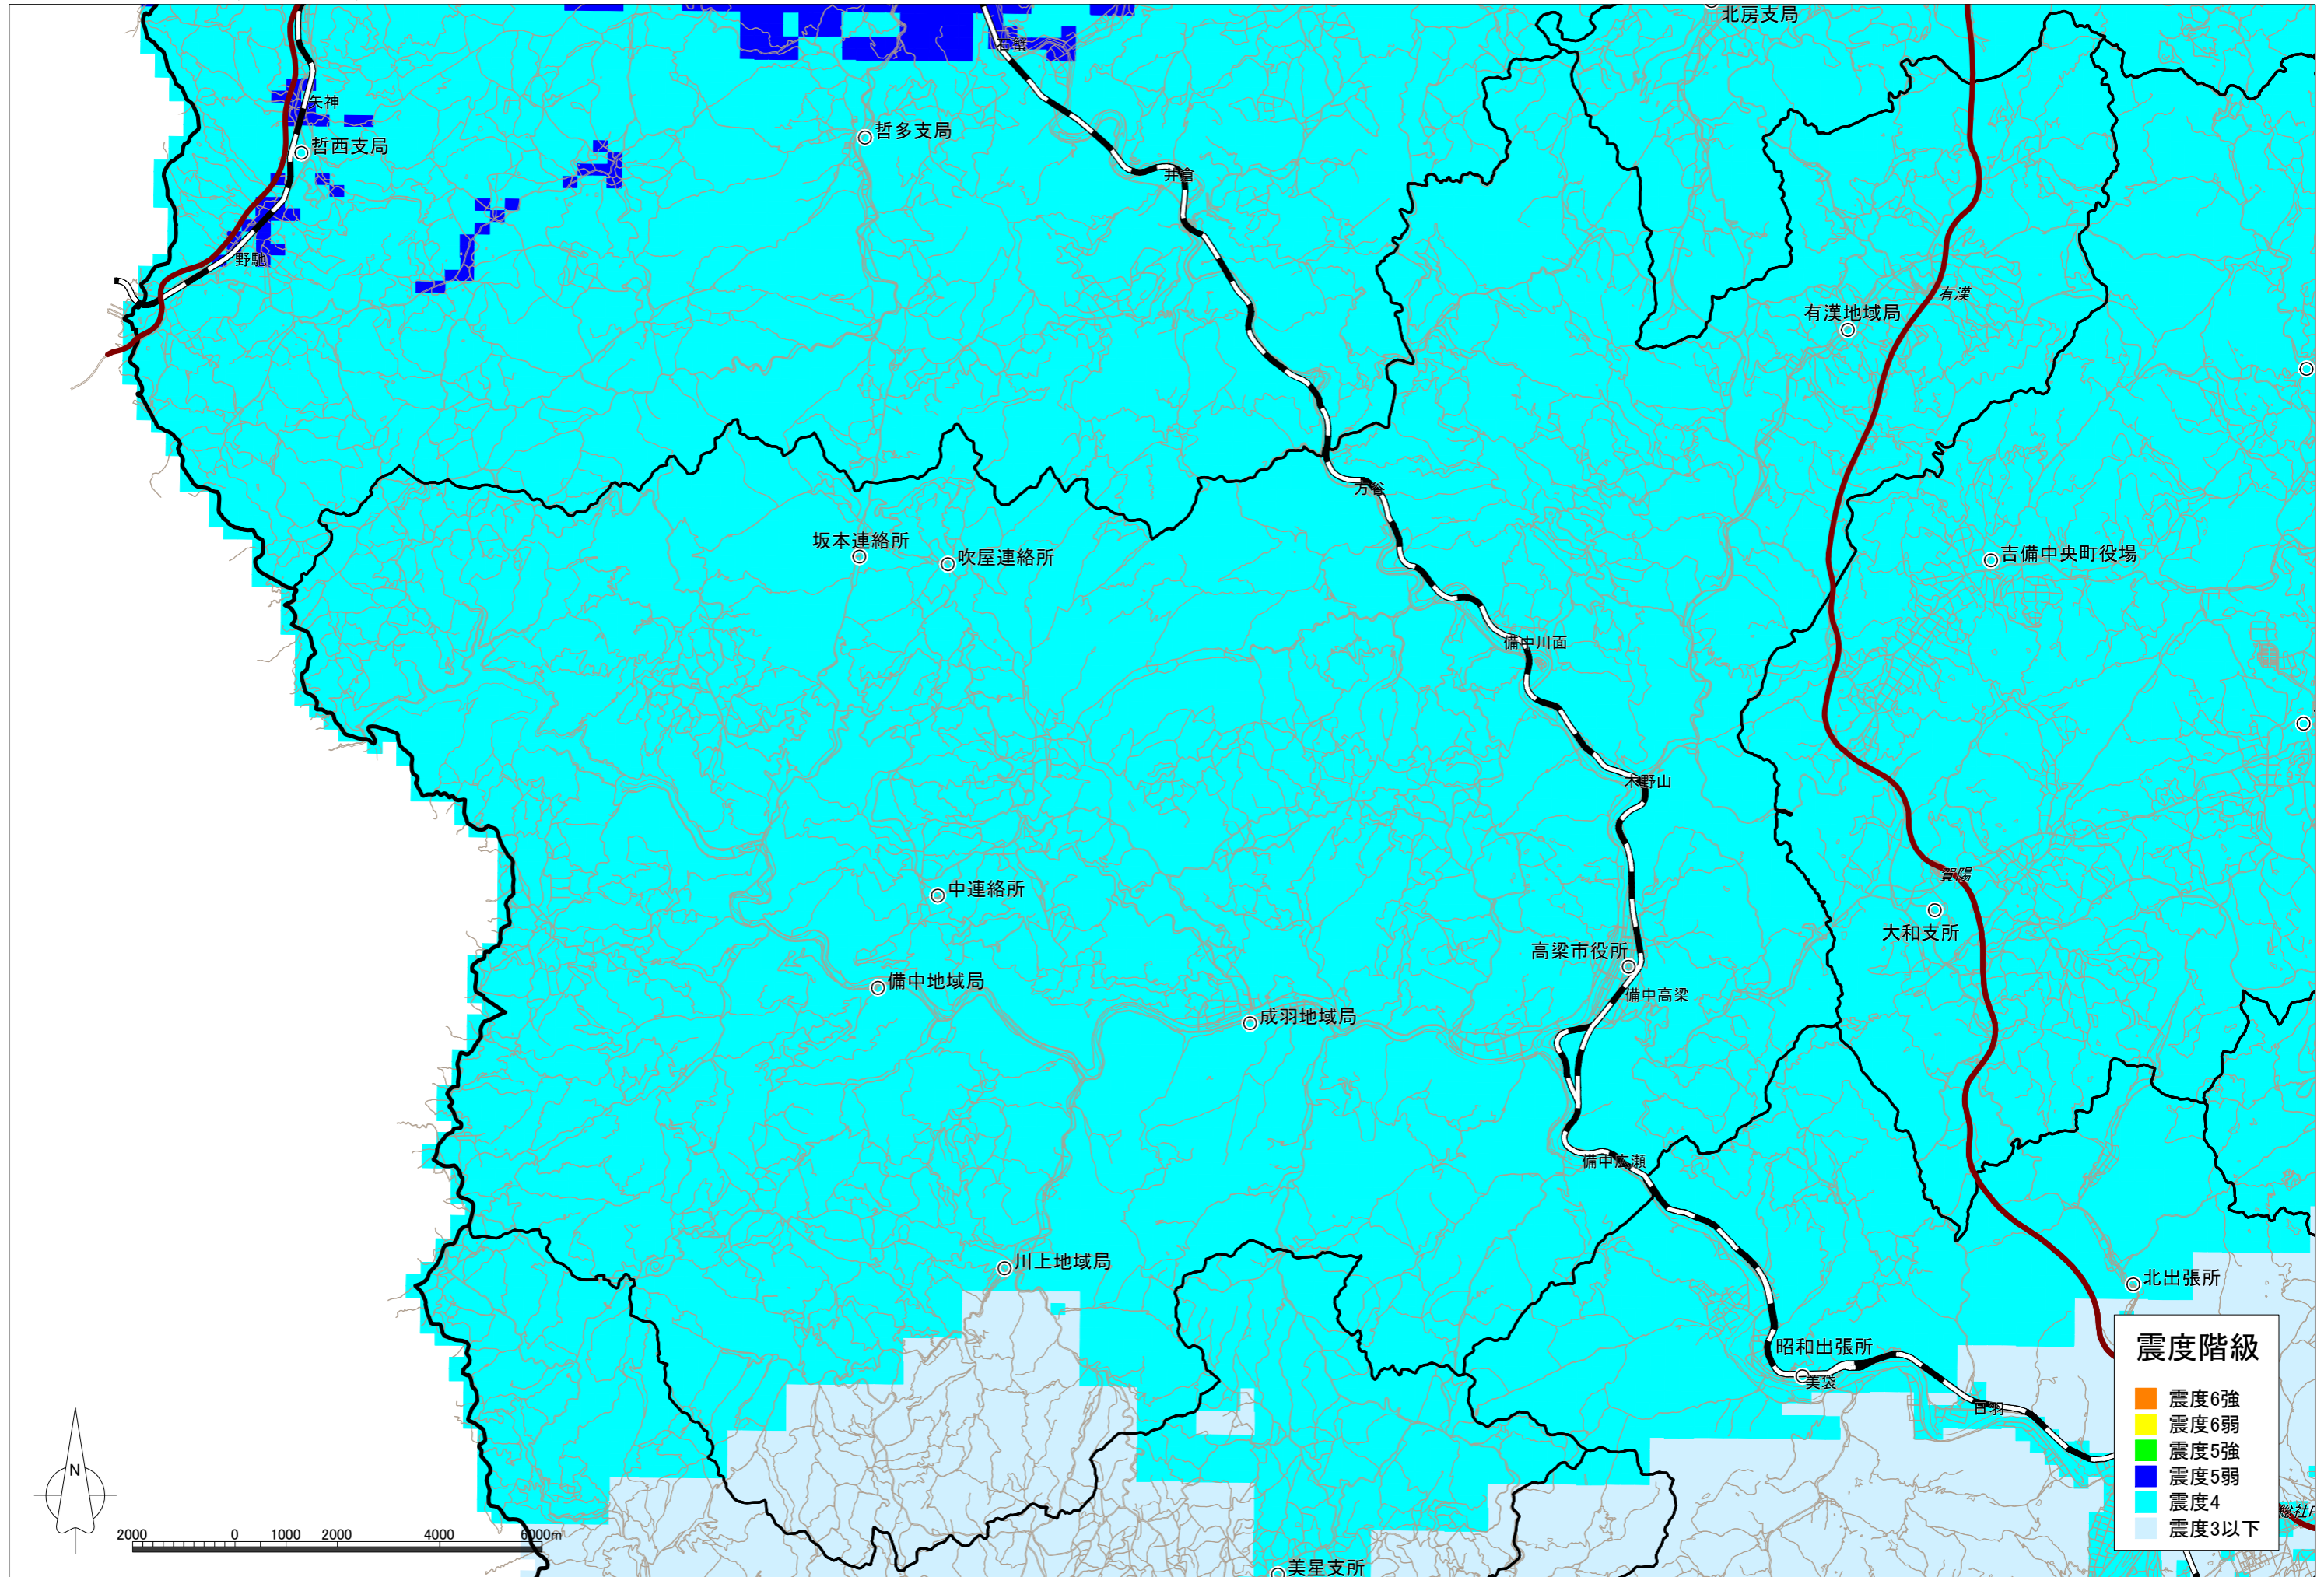 北房支局
石蟹
矢神
哲西支局
哲多支局
井倉
野馳
有漢
有漢地域局
方谷
坂本連絡所
吹屋連絡所
吉備中央町役場
備中川面
木野山
賀陽
中連絡所
大和支所
高梁市役所
備中地域局
備中高梁
成羽地域局
備中広瀬
川上地域局
北出張所
昭和出張所
美袋
日羽
震度階級
震度6強
震度6弱
震度5強
震度5弱
震度4
震度3以下
総社
N
2000 0 1000 2000 4000 6000m
美星支所